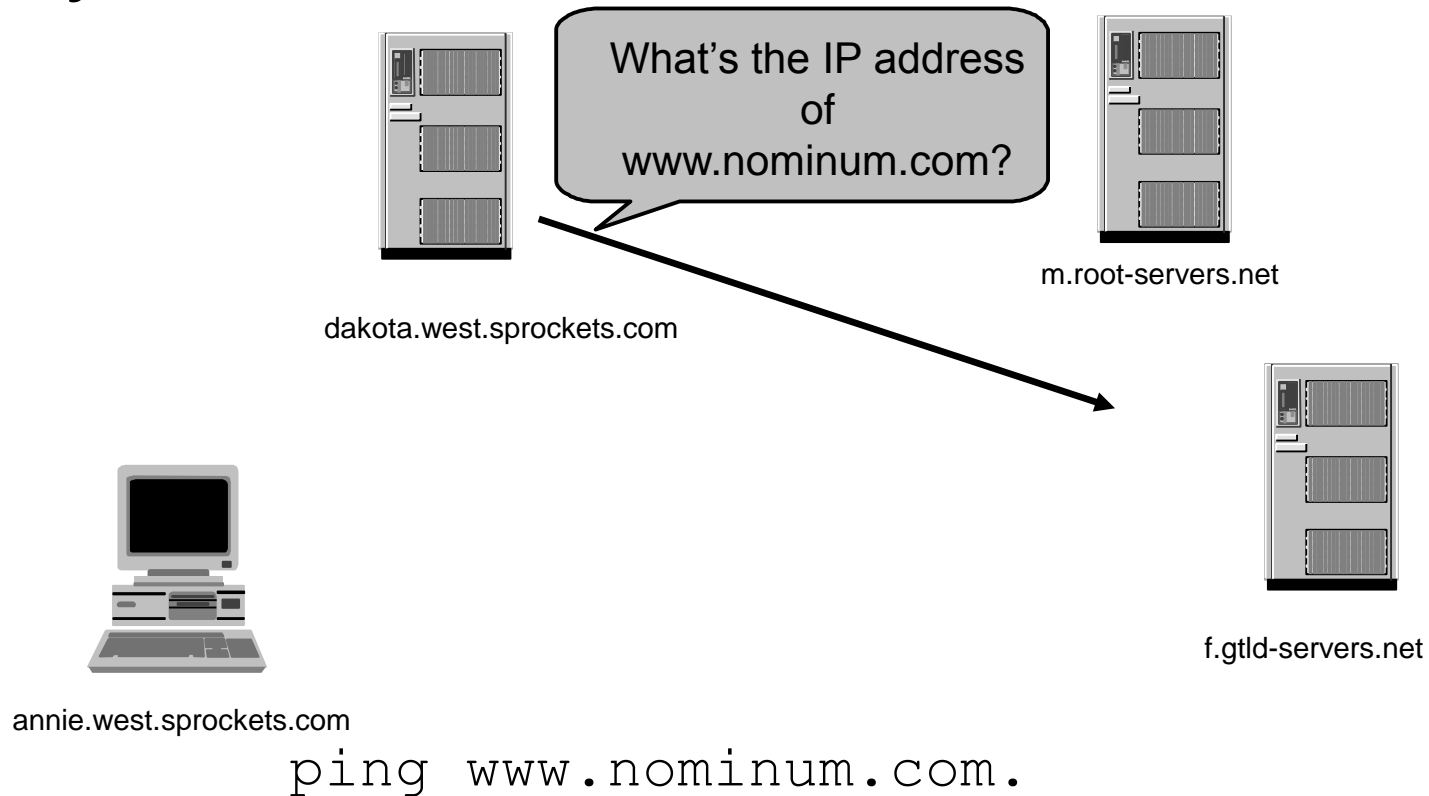 What's the IP address
of
www.nominum.com?
m.root-servers.net
dakota.west.sprockets.com
f.gtld-servers.net
annie.west.sprockets.com
ping www.nominum.com.